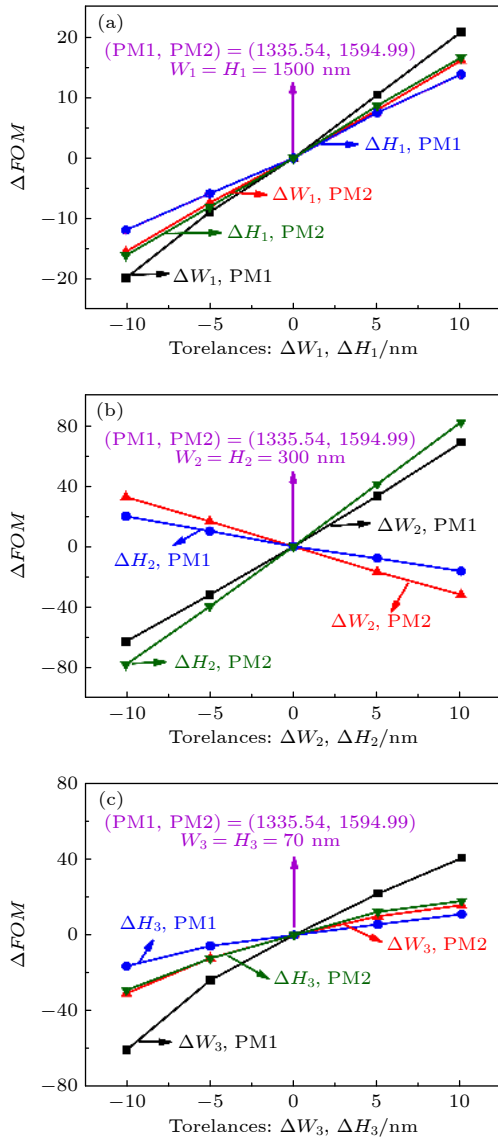 (a)
20
(PM1, PM2) = (1335.54, 1594.99)
W₁ = H₁ = 1500 nm
10
ΔH₁, PM1
0
ΔFOM
ΔW₁, PM2
-10
ΔH₁, PM2
-20
ΔW₁, PM1
-10 -5 0 5 10
Torelances: ΔW₁, ΔH₁/nm
(b)
80
(PM1, PM2) = (1335.54, 1594.99)
W₂ = H₂ = 300 nm
40
ΔW₂, PM1
ΔH₂, PM1
0
ΔFOM
-40
ΔW₂, PM2
ΔH₂, PM2
-80
-10 -5 0 5 10
Torelances: ΔW₂, ΔH₂/nm
80
(c)
(PM1, PM2) = (1335.54, 1594.99)
W₃ = H₃ = 70 nm
40
ΔH₃, PM1
ΔW₃, PM2
0
ΔFOM
ΔH₃, PM2
-40
ΔW₃, PM1
-80
-10 -5 0 5 10
Torelances: ΔW₃, ΔH₃/nm